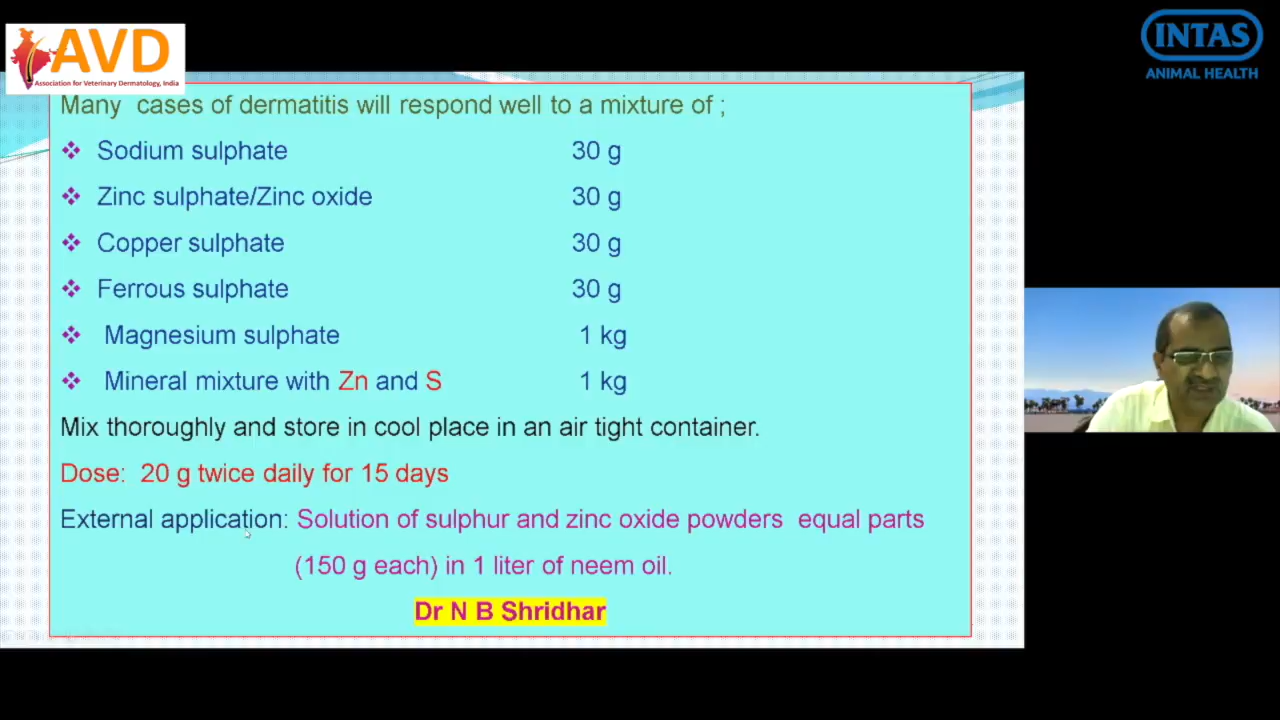 AVD
Association for Veterinary Dermatology, India
INTAS
ANIMAL HEALTH
Many cases of dermatitis will respond well to a mixture of ;
Sodium sulphate 30 g
Zinc sulphate/Zinc oxide 30 g
Copper sulphate 30 g
Ferrous sulphate 30 g
Magnesium sulphate 1 kg
Mineral mixture with Zn and S 1 kg
Mix thoroughly and store in cool place in an air tight container.
Dose: 20 g twice daily for 15 days
External application: Solution of sulphur and zinc oxide powders equal parts
(150 g each) in 1 liter of neem oil.
Dr N B Shridhar